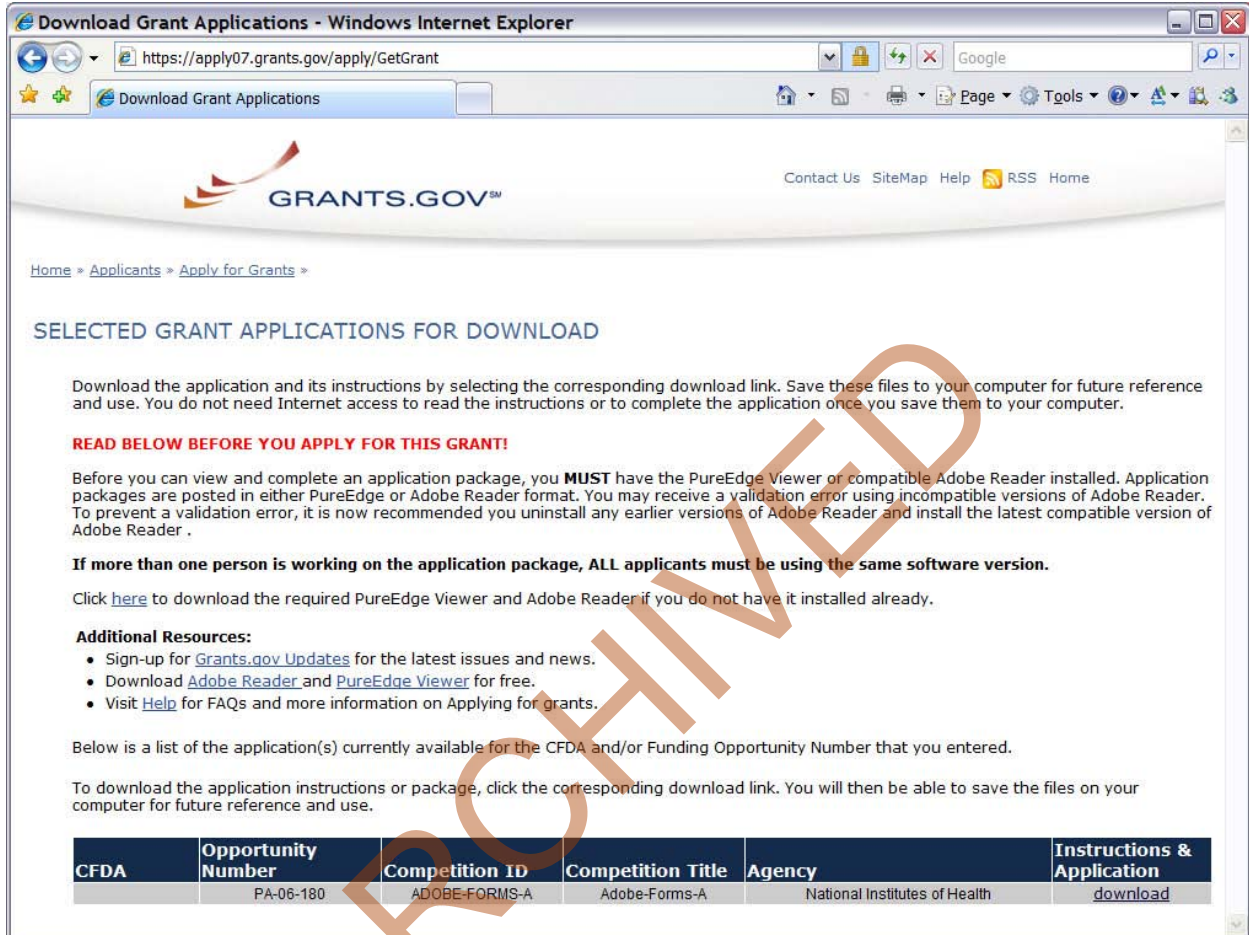 Download Grant Applications - Windows Internet Explorer
https://apply07.grants.gov/apply/GetGrant
Google
Download Grant Applications
Page Tools
GRANTS.GOV℠
Contact Us SiteMap Help RSS Home
Home » Applicants » Apply for Grants »
SELECTED GRANT APPLICATIONS FOR DOWNLOAD
Download the application and its instructions by selecting the corresponding download link. Save these files to your computer for future reference
and use. You do not need Internet access to read the instructions or to complete the application once you save them to your computer.
READ BELOW BEFORE YOU APPLY FOR THIS GRANT!
Before you can view and complete an application package, you MUST have the PureEdge Viewer or compatible Adobe Reader installed. Application
packages are posted in either PureEdge or Adobe Reader format. You may receive a validation error using incompatible versions of Adobe Reader.
To prevent a validation error, it is now recommended you uninstall any earlier versions of Adobe Reader and install the latest compatible version of
Adobe Reader .
If more than one person is working on the application package, ALL applicants must be using the same software version.
Click here to download the required PureEdge Viewer and Adobe Reader if you do not have it installed already.
Additional Resources:
• Sign-up for Grants.gov Updates for the latest issues and news.
• Download Adobe Reader and PureEdge Viewer for free.
• Visit Help for FAQs and more information on Applying for grants.
Below is a list of the application(s) currently available for the CFDA and/or Funding Opportunity Number that you entered.
To download the application instructions or package, click the corresponding download link. You will then be able to save the files on your
computer for future reference and use.
CFDA Opportunity Number Competition ID Competition Title Agency Instructions & Application
PA-06-180 ADOBE-FORMS-A Adobe-Forms-A National Institutes of Health download
RCHIVED